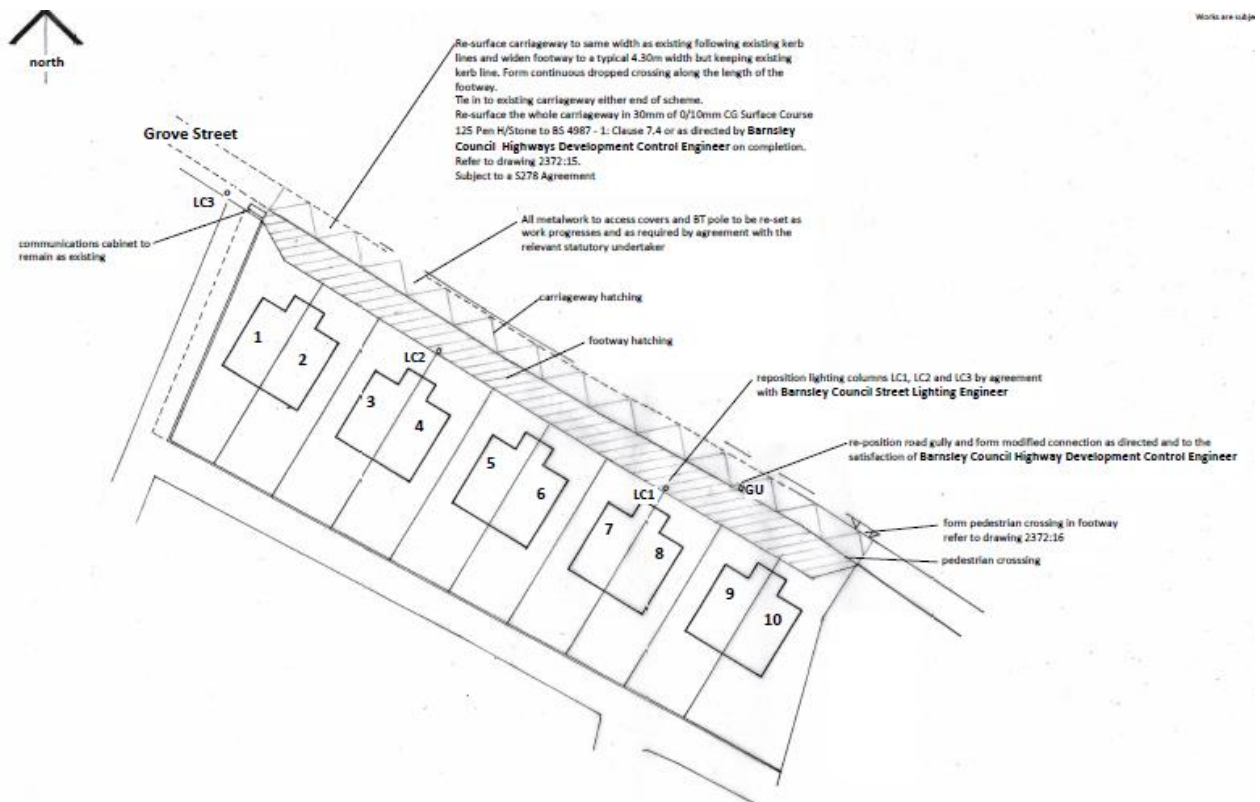 Works are subje
north
Re-surface carriageway to same width as existing following existing kerb
lines and widen footway to a typical 4.30m width but keeping existing
kerb line. Form continuous dropped crossing along the length of the
footway.
Tie in to existing carriageway either end of scheme.
Re-surface the whole carriageway in 30mm of 0/10mm CG Surface Course
125 Pen H/Stone to BS 4987 - 1: Clause 7.4 or as directed by Barnsley
Council Highways Development Control Engineer on completion.
Refer to drawing 2372:15.
Subject to a S278 Agreement
Grove Street
LC3
communications cabinet to
remain as existing
All metalwork to access covers and BT pole to be re-set as
work progresses and as required by agreement with the
relevant statutory undertaker
carriageway hatching
footway hatching
1
2
LC2
3
4
reposition lighting columns LC1, LC2 and LC3 by agreement
with Barnsley Council Street Lighting Engineer
re-position road gully and form modified connection as directed and to the
satisfaction of Barnsley Council Highway Development Control Engineer
5
6
LC1
GU
7
8
form pedestrian crossing in footway
refer to drawing 2372:16
pedestrian crosssing
9
10